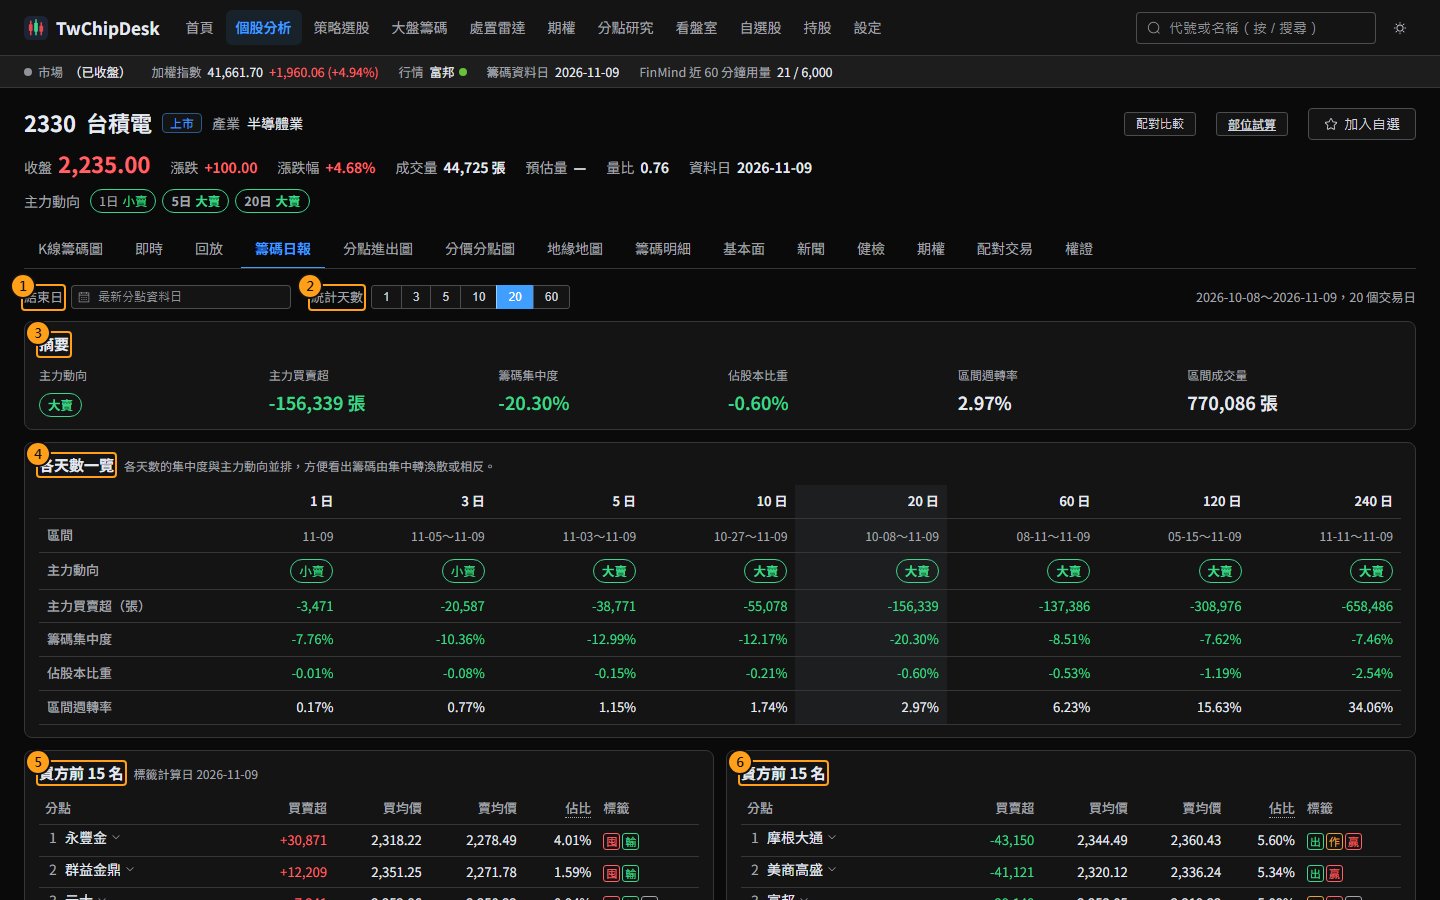 TwChipDesk 首頁 個股分析 策略選股 大盤籌碼 處置雷達 期權 分點研究 看盤室 自選股 持股 設定 代號或名稱（按 / 搜尋）
市場 （已收盤） 加權指數 41,661.70 +1,960.06 (+4.94%) 行情 富邦 籌碼資料日 2026-11-09 FinMind 近 60 分鐘用量 21 / 6,000
2330 台積電 上市 產業 半導體業 配對比較 部位試算 加入自選
收盤 2,235.00 漲跌 +100.00 漲跌幅 +4.68% 成交量 44,725 張 預估量 — 量比 0.76 資料日 2026-11-09
主力動向 1日 小賣 5日 大賣 20日 大賣
K線籌碼圖 即時 回放 籌碼日報 分點進出圖 分價分點圖 地緣地圖 籌碼明細 基本面 新聞 健檢 期權 配對交易 權證
1 結束日 最新分點資料日 2 統計天數 1 3 5 10 20 60 2026-10-08～2026-11-09，20 個交易日
3 摘要
主力動向 主力買賣超 籌碼集中度 佔股本比重 區間週轉率 區間成交量
大賣 -156,339 張 -20.30% -0.60% 2.97% 770,086 張
4 各天數一覽 各天數的集中度與主力動向並排，方便看出籌碼由集中轉渙散或相反。
1 日 3 日 5 日 10 日 20 日 60 日 120 日 240 日
區間 11-09 11-05～11-09 11-03～11-09 10-27～11-09 10-08～11-09 08-11～11-09 05-15～11-09 11-11～11-09
主力動向 小賣 小賣 大賣 大賣 大賣 大賣 大賣 大賣
主力買賣超（張） -3,471 -20,587 -38,771 -55,078 -156,339 -137,386 -308,976 -658,486
籌碼集中度 -7.76% -10.36% -12.99% -12.17% -20.30% -8.51% -7.62% -7.46%
佔股本比重 -0.01% -0.08% -0.15% -0.21% -0.60% -0.53% -1.19% -2.54%
區間週轉率 0.17% 0.77% 1.15% 1.74% 2.97% 6.23% 15.63% 34.06%
5 買方前 15 名 標籤計算日 2026-11-09 6 賣方前 15 名
分點 買賣超 買均價 賣均價 佔比 標籤 分點 買賣超 買均價 賣均價 佔比 標籤
1 永豐金 +30,871 2,318.22 2,278.49 4.01% 囤 輸 1 摩根大通 -43,150 2,344.49 2,360.43 5.60% 出 作 贏
2 群益金鼎 +12,209 2,351.25 2,271.78 1.59% 囤 輸 2 美商高盛 -41,121 2,320.12 2,336.24 5.34% 出 贏